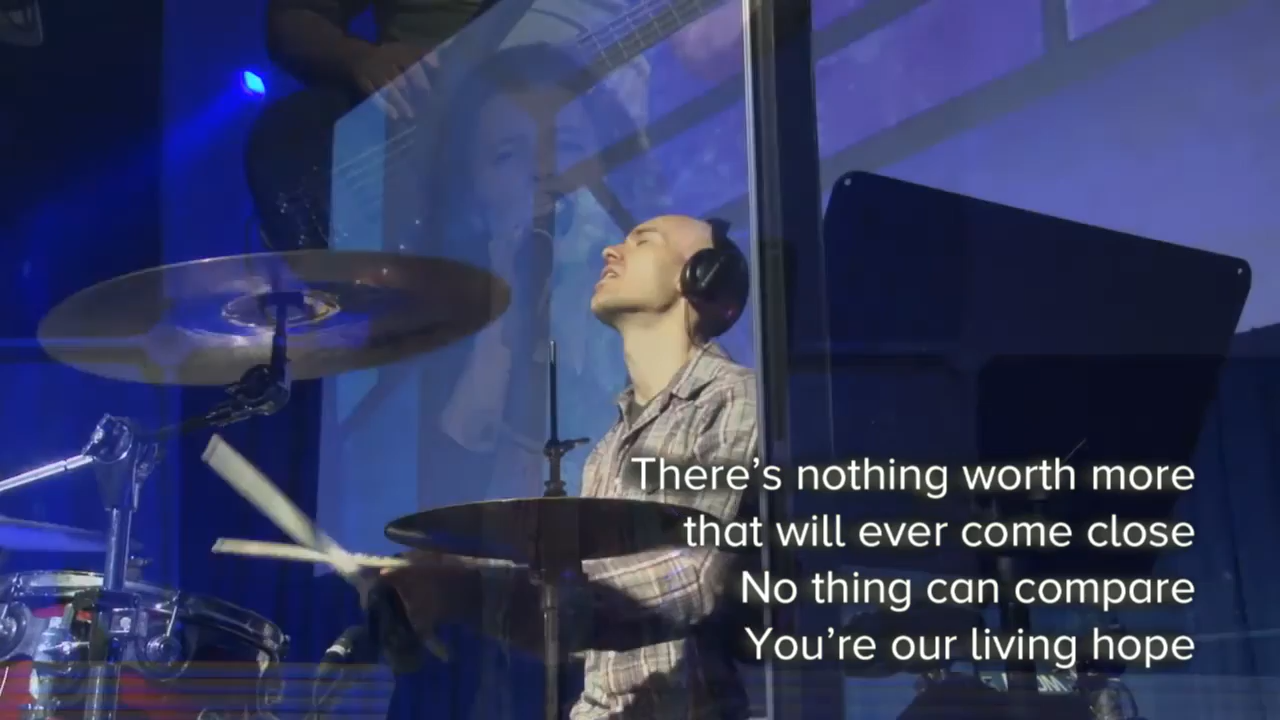 There’s nothing worth more
that will ever come close
No thing can compare
You’re our living hope